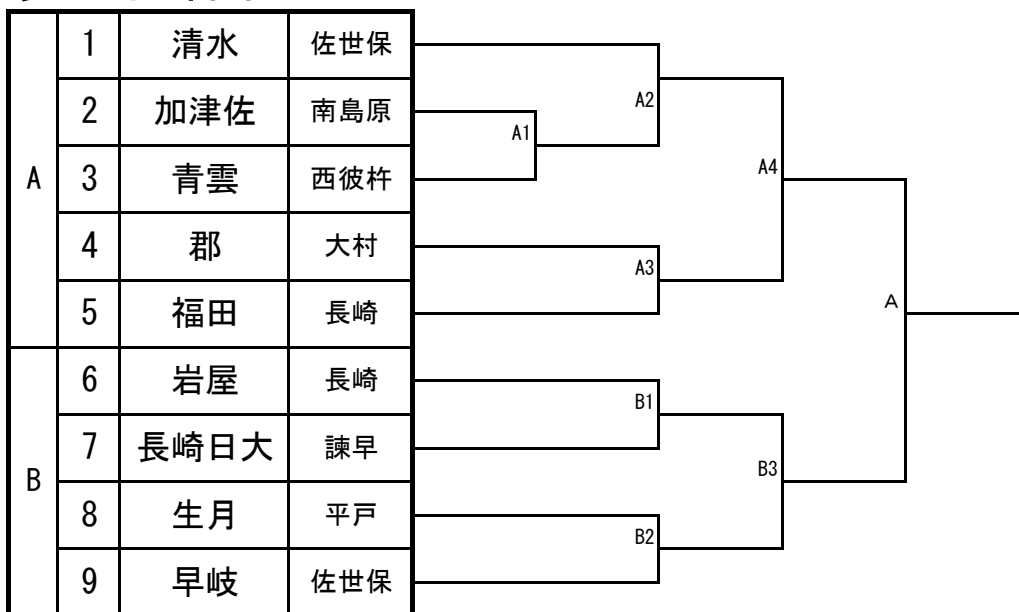 1 清水 佐世保
2 加津佐 南島原 A2
A1
A 3 青雲 西彼杵 A4
4 郡 大村 A3
5 福田 長崎 A
6 岩屋 長崎 B1
7 長崎日大 諫早
B B3
8 生月 平戸 B2
9 早岐 佐世保